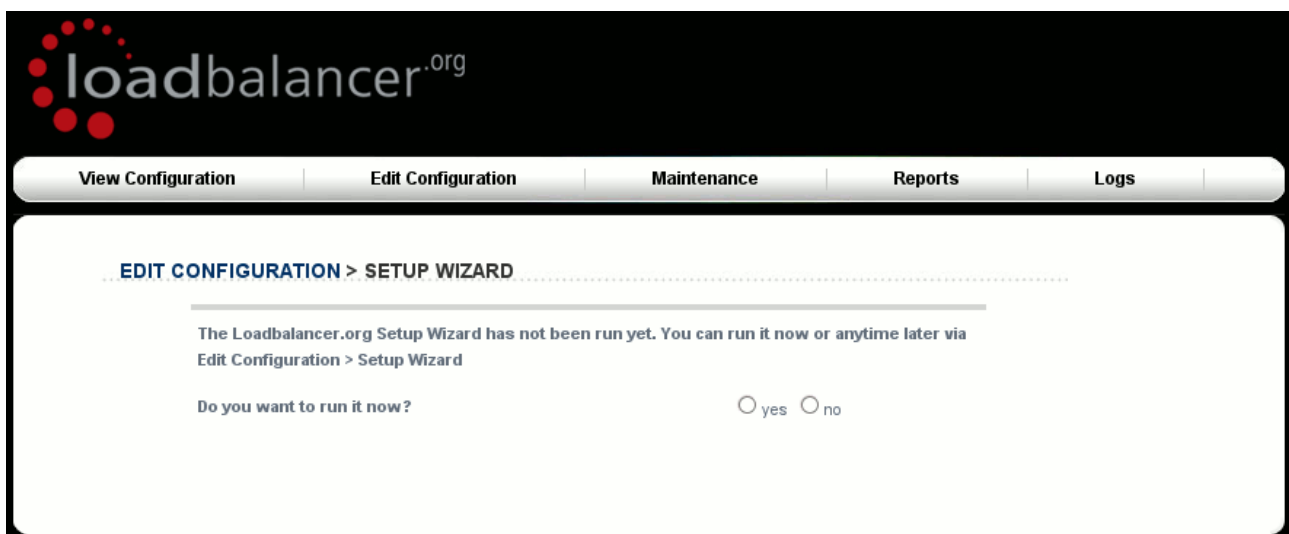 loadbalancer.org
View Configuration Edit Configuration Maintenance Reports Logs
EDIT CONFIGURATION > SETUP WIZARD
The Loadbalancer.org Setup Wizard has not been run yet. You can run it now or anytime later via
Edit Configuration > Setup Wizard
Do you want to run it now? yes no